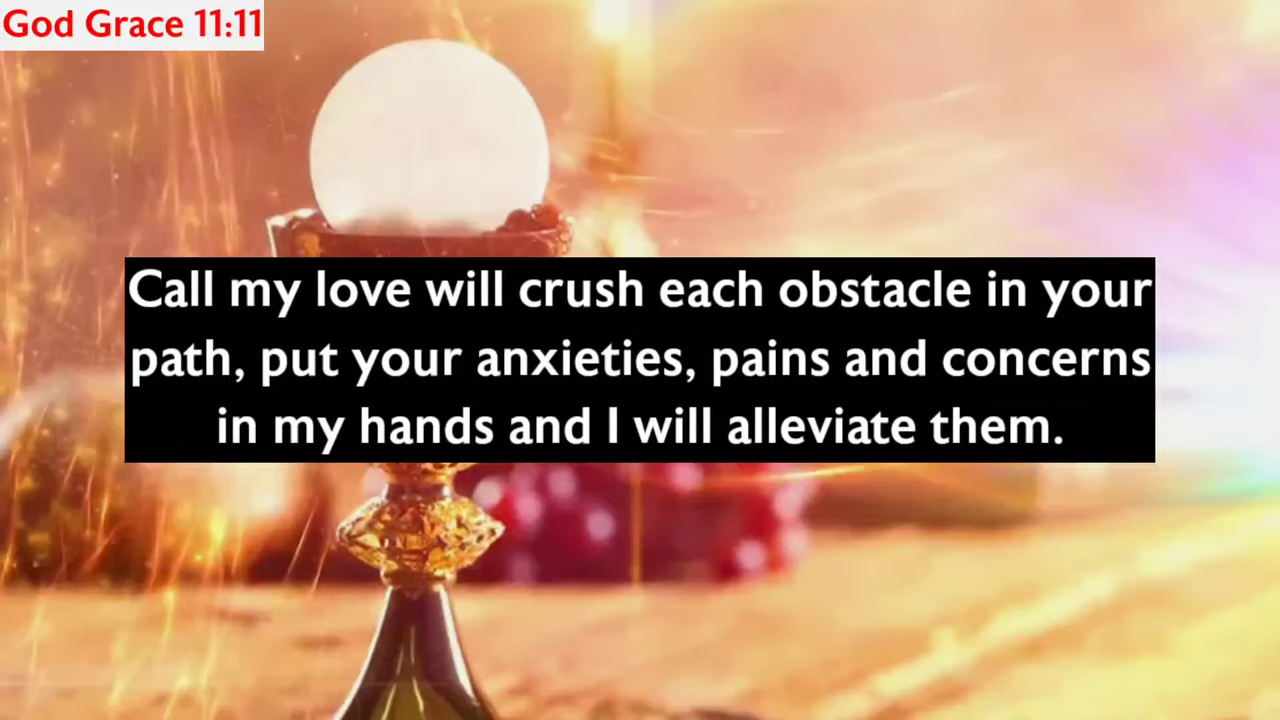 God Grace 11:11
Call my love will crush each obstacle in your
path, put your anxieties, pains and concerns
in my hands and I will alleviate them.